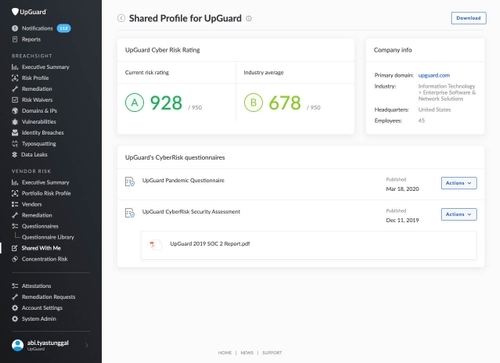 UpGuard
Notifications 112
Reports
BREACHSIGHT
Executive Summary
Risk Profile
Remediation
Risk Waivers
Domains & IPs
Vulnerabilities
Identity Breaches
Typosquatting
Data Leaks
VENDOR RISK
Executive Summary
Portfolio Risk Profile
Vendors
Remediation
Questionnaires
Questionnaire Library
Shared With Me
Concentration Risk
Attestations
Remediation Requests
Account Settings
System Admin
abi.tyastunggal
UpGuard
Shared Profile for UpGuard
Download
UpGuard Cyber Risk Rating
Current risk rating
A 928 / 950
Industry average
B 678 / 950
Company info
Primary domain: upguard.com
Industry: Information Technology
> Enterprise Software &
Network Solutions
Headquarters: United States
Employees: 45
UpGuard's CyberRisk questionnaires
UpGuard Pandemic Questionnaire
Published
Mar 18, 2020
Actions
UpGuard CyberRisk Security Assessment
Published
Dec 11, 2019
Actions
UpGuard 2019 SOC 2 Report.pdf
HOME | NEWS | SUPPORT